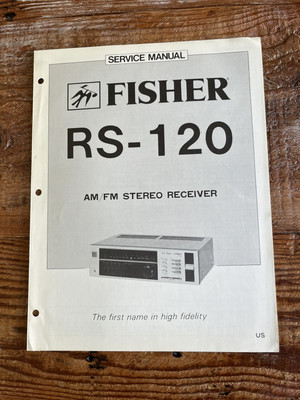 SERVICE MANUAL
FISHER
RS-120
AM/FM STEREO RECEIVER
The first name in high fidelity
US